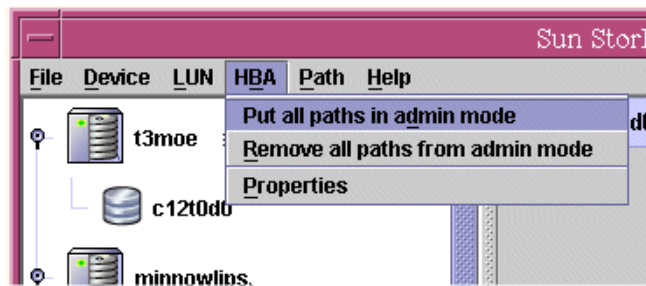 Sun Stor
File Device LUN HBA Path Help
Put all paths in admin mode
Remove all paths from admin mode
Properties
t3moe
c12t0d0
minnowlips.